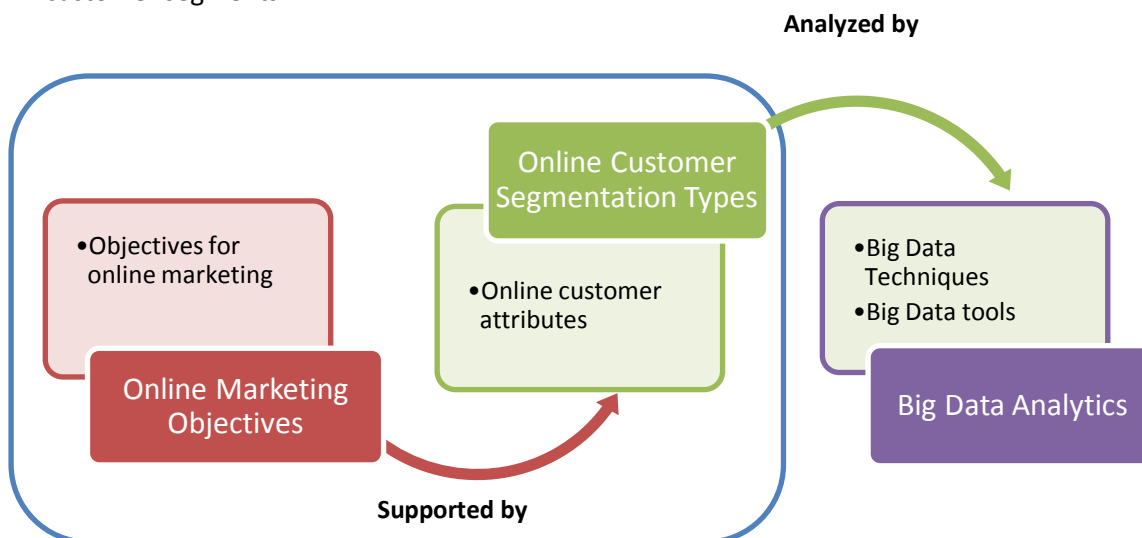 Analyzed by
Online Customer
Segmentation Types
•Objectives for
online marketing
•Online customer
attributes
•Big Data
Techniques
•Big Data tools
Online Marketing
Objectives
Big Data Analytics
Supported by